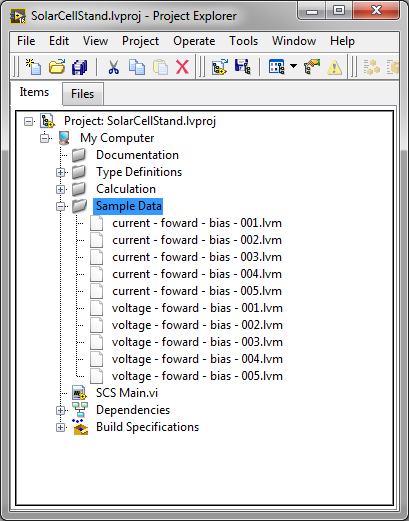 SolarCellStand.lvproj - Project Explorer
File Edit View Project Operate Tools Window Help
Items Files
Project: SolarCellStand.lvproj
My Computer
Documentation
Type Definitions
Calculation
Sample Data
current - foward - bias - 001.lvm
current - foward - bias - 002.lvm
current - foward - bias - 003.lvm
current - foward - bias - 004.lvm
current - foward - bias - 005.lvm
voltage - foward - bias - 001.lvm
voltage - foward - bias - 002.lvm
voltage - foward - bias - 003.lvm
voltage - foward - bias - 004.lvm
voltage - foward - bias - 005.lvm
SCS Main.vi
Dependencies
Build Specifications